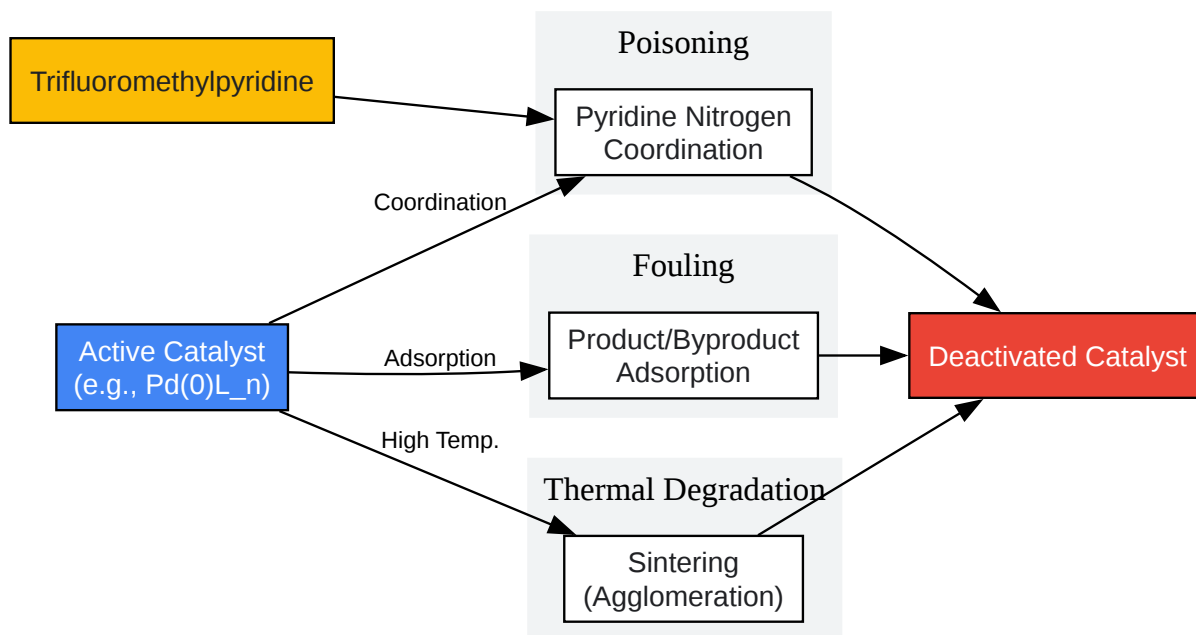 Poisoning
Trifluoromethylpyridine
Pyridine Nitrogen
Coordination
Coordination
Fouling
Active Catalyst
(e.g., Pd(0)L_n)
Adsorption
Product/Byproduct
Adsorption
Deactivated Catalyst
High Temp.
Thermal Degradation
Sintering
(Agglomeration)